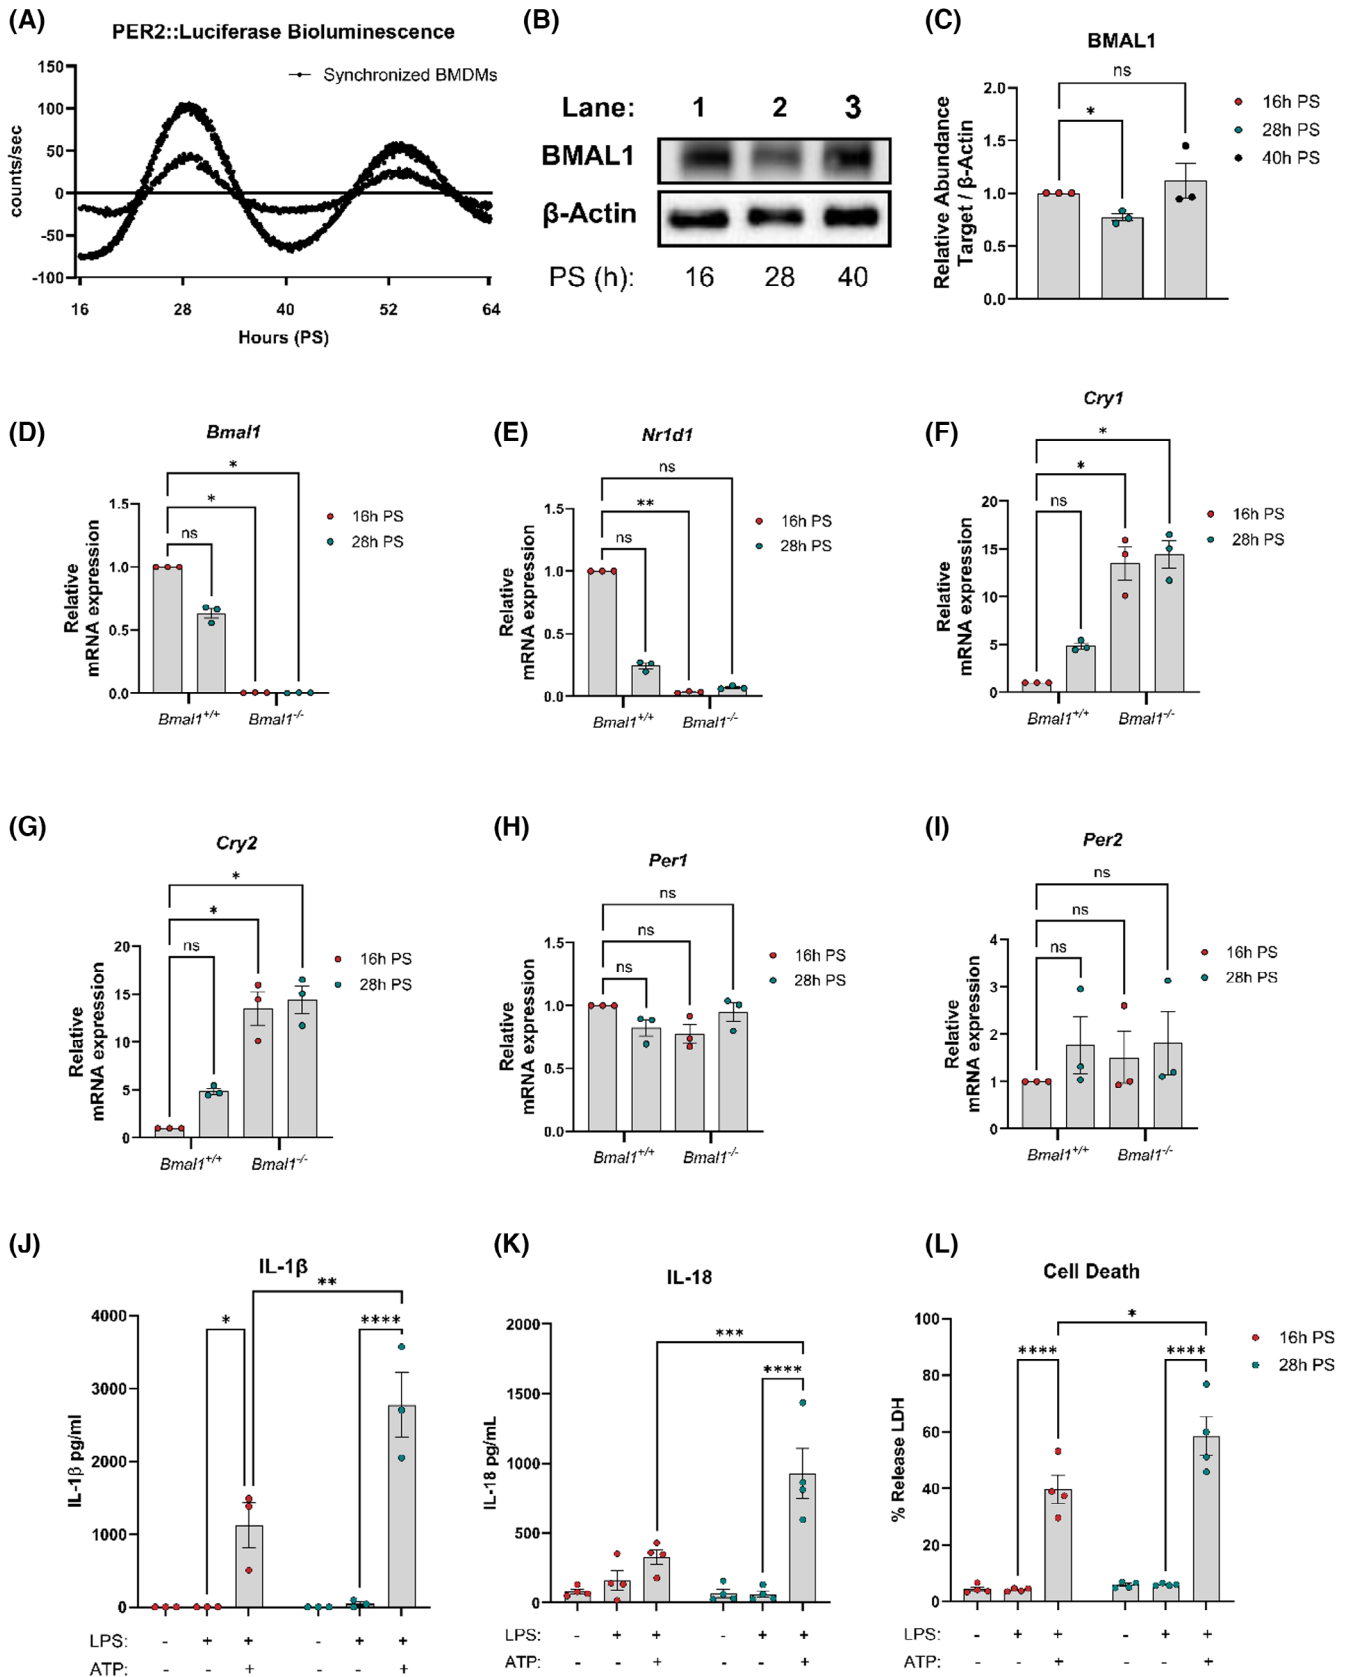 (A)
PER2::Luciferase Bioluminescence
Synchronized BMDMs
150
100
50
0
-50
-100
counts/sec
16 28 40 52 64
Hours (PS)
(B)
Lane: 1 2 3
BMAL1
β-Actin
PS (h): 16 28 40
(C)
BMAL1
ns
*
2.0
1.5
1.0
0.5
0.0
Relative Abundance
Target / β-Actin
16h PS
28h PS
40h PS
(D)
Bmal1
*
*
ns
1.5
1.0
0.5
0.0
Relative
mRNA expression
16h PS
28h PS
Bmal1+/+ Bmal1-/-
(E)
Nr1d1
ns
**
ns
1.5
1.0
0.5
0.0
Relative
mRNA expression
16h PS
28h PS
Bmal1+/+ Bmal1-/-
(F)
Cry1
*
*
ns
20
15
10
5
0
Relative
mRNA expression
16h PS
28h PS
Bmal1+/+ Bmal1-/-
(G)
Cry2
*
*
ns
20
15
10
5
0
Relative
mRNA expression
16h PS
28h PS
Bmal1+/+ Bmal1-/-
(H)
Per1
ns
ns
ns
1.5
1.0
0.5
0.0
Relative
mRNA expression
16h PS
28h PS
Bmal1+/+ Bmal1-/-
(I)
Per2
ns
ns
ns
4
3
2
1
0
Relative
mRNA expression
16h PS
28h PS
Bmal1+/+ Bmal1-/-
(J)
IL-1β
**
* ****
4000
3000
2000
1000
0
IL-1β pg/ml
LPS: - + + - + +
ATP: - - + - - +
(K)
IL-18
***
****
2000
1500
1000
500
0
IL-18 pg/mL
LPS: - + + - + +
ATP: - - + - - +
(L)
Cell Death
*
**** ****
100
80
60
40
20
0
% Release LDH
16h PS
28h PS
LPS: - + + - + +
ATP: - - + - - +